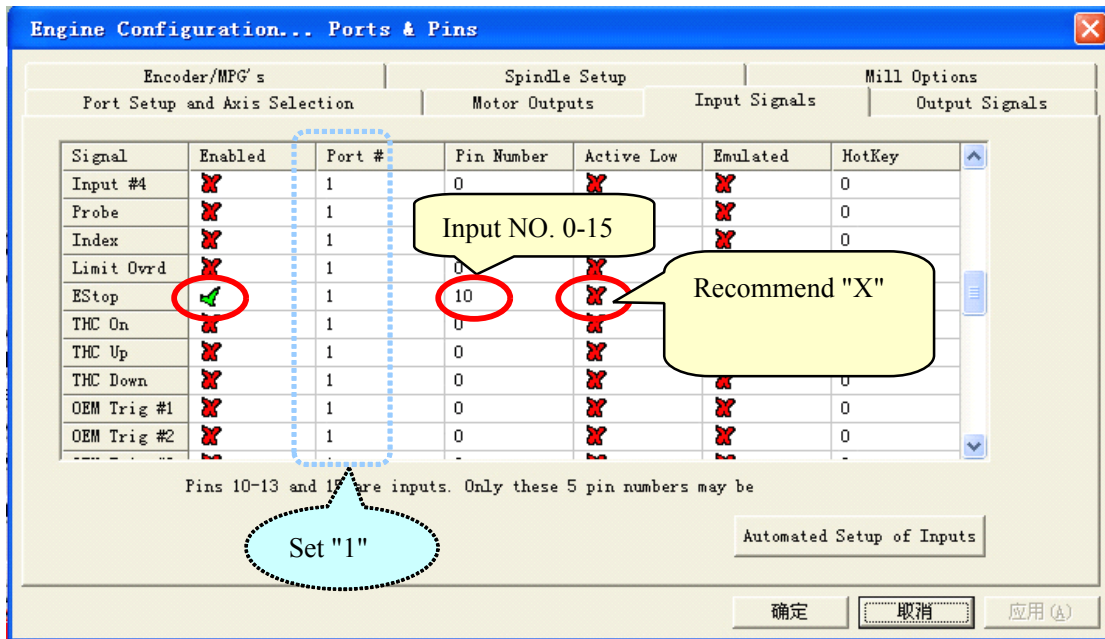 Engine Configuration... Ports & Pins
Encoder/MPG's Spindle Setup Mill Options
Port Setup and Axis Selection Motor Outputs Input Signals Output Signals
Signal Enabled Port # Pin Number Active Low Emulated HotKey
Input #4 1 0 0
Probe 1 0
Index 1 0
Input NO. 0-15
Limit Ovrd 1 0
EStop 1 10
Recommend "X"
THC On 1 0
THC Up 1 0
THC Down 1 0 0
OEM Trig #1 1 0 0
OEM Trig #2 1 0 0
Pins 10-13 and 15 are inputs. Only these 5 pin numbers may be
Set "1"
Automated Setup of Inputs
确定 取消 应用(A)